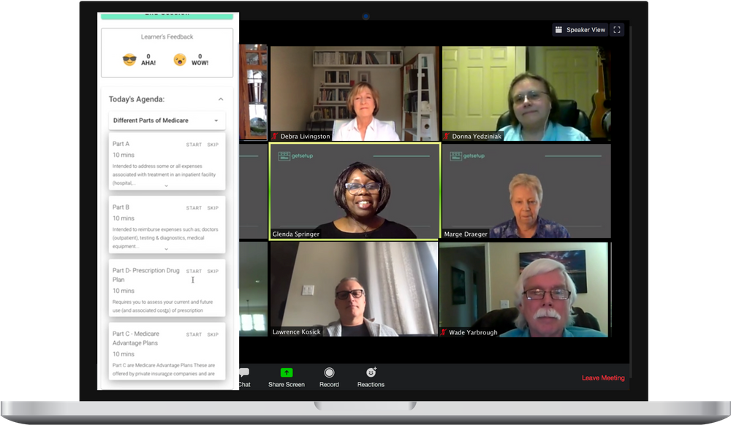 Learner's Feedback
0
AHA!
0
WOW!
Today's Agenda:
Different Parts of Medicare
Part A START SKIP
10 mins
Intended to address some or all expenses
associated with treatment in an inpatient facility
(hospital,...
Part B START SKIP
10 mins
Intended to reimburse expenses such as, doctors
(outpatient), testing & diagnostics, medical
equipment...
Part D- Prescription Drug START SKIP
Plan
10 mins
Requires you to assess your current and future
use (and associated costs) of prescription
Part C - Medicare START SKIP
Advantage Plans
10 mins
Part C are Medicare Advantage Plans These are
offered by private insurance companies and are
Speaker View
Debra Livingston
Donna Yedziniak
getsetup
Glenda Springer
getsetup
Marge Draeger
Lawrence Kosick
Wade Yarbrough
Chat
Share Screen
Record
Reactions
Leave Meeting